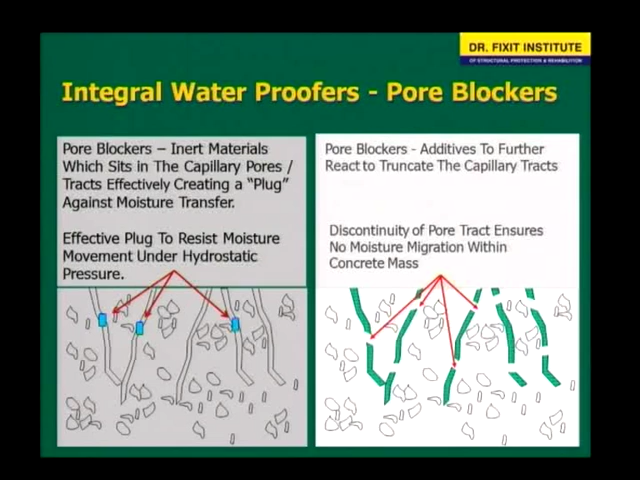 DR. FIXIT INSTITUTE
OF STRUCTURAL PROTECTION & REHABILITATION
Integral Water Proofers - Pore Blockers
Pore Blockers – Inert Materials
Which Sits in The Capillary Pores /
Tracts Effectively Creating a “Plug”
Against Moisture Transfer.
Effective Plug To Resist Moisture
Movement Under Hydrostatic
Pressure.
Pore Blockers - Additives To Further
React to Truncate The Capillary Tracts
Discontinuity of Pore Tract Ensures
No Moisture Migration Within
Concrete Mass